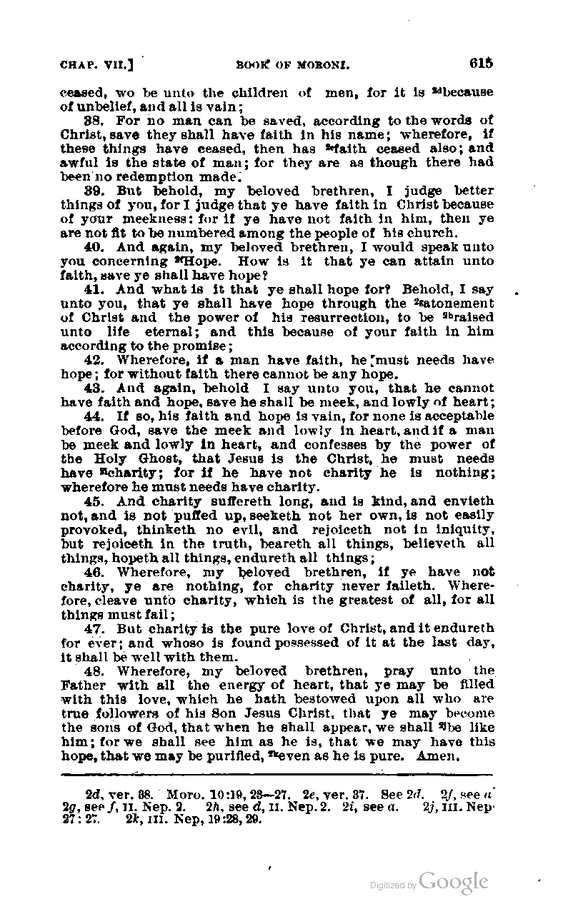 CHAP. VII.] BOOK OF MORONI. 615
ceased, wo be unto the children of men, for it is 2dbecause
of unbelief, and all is vain;
38. For no man can be saved, according to the words of
Christ, save they shall have faith in his name; wherefore, if
these things have ceased, then has 2efaith ceased also; and
awful is the state of man; for they are as though there had
been no redemption made.
39. But behold, my beloved brethren, I judge better
things of you, for I judge that ye have faith in Christ because
of your meekness: for if ye have not faith in him, then ye
are not fit to be numbered among the people of his church.
40. And again, my beloved brethren, I would speak unto
you concerning 2fHope. How is it that ye can attain unto
faith, save ye shall have hope?
41. And what is it that ye shall hope for? Behold, I say
unto you, that ye shall have hope through the 2gatonement
of Christ and the power of his resurrection, to be 2hraised
unto life eternal; and this because of your faith in him
according to the promise;
42. Wherefore, if a man have faith, he must needs have
hope; for without faith there cannot be any hope.
43. And again, behold I say unto you, that he cannot
have faith and hope, save he shall be meek, and lowly of heart;
44. If so, his faith and hope is vain, for none is acceptable
before God, save the meek and lowly in heart, and if a man
be meek and lowly in heart, and confesses by the power of
the Holy Ghost, that Jesus is the Christ, he must needs
have 2icharity; for if he have not charity he is nothing;
wherefore he must needs have charity.
45. And charity suffereth long, and is kind, and envieth
not, and is not puffed up, seeketh not her own, is not easily
provoked, thinketh no evil, and rejoiceth not in iniquity,
but rejoiceth in the truth, beareth all things, believeth all
things, hopeth all things, endureth all things;
46. Wherefore, my beloved brethren, if ye have not
charity, ye are nothing, for charity never faileth. Where-
fore, cleave unto charity, which is the greatest of all, for all
things must fail;
47. But charity is the pure love of Christ, and it endureth
for ever; and whoso is found possessed of it at the last day,
it shall be well with them.
48. Wherefore, my beloved brethren, pray unto the
Father with all the energy of heart, that ye may be filled
with this love, which he hath bestowed upon all who are
true followers of his Son Jesus Christ, that ye may become
the sons of God, that when he shall appear, we shall 2jbe like
him; for we shall see him as he is, that we may have this
hope, that we may be purified, 2keven as he is pure. Amen.
2d, ver. 38. Moro. 10:19, 23—27. 2e, ver. 37. See 2d. 2f, see a
2g, see f, II. Nep. 2. 2h, see d, II. Nep. 2. 2i, see a. 2j, III. Nep.
27: 27. 2k, III. Nep, 19:28, 29.
Digitized by Google